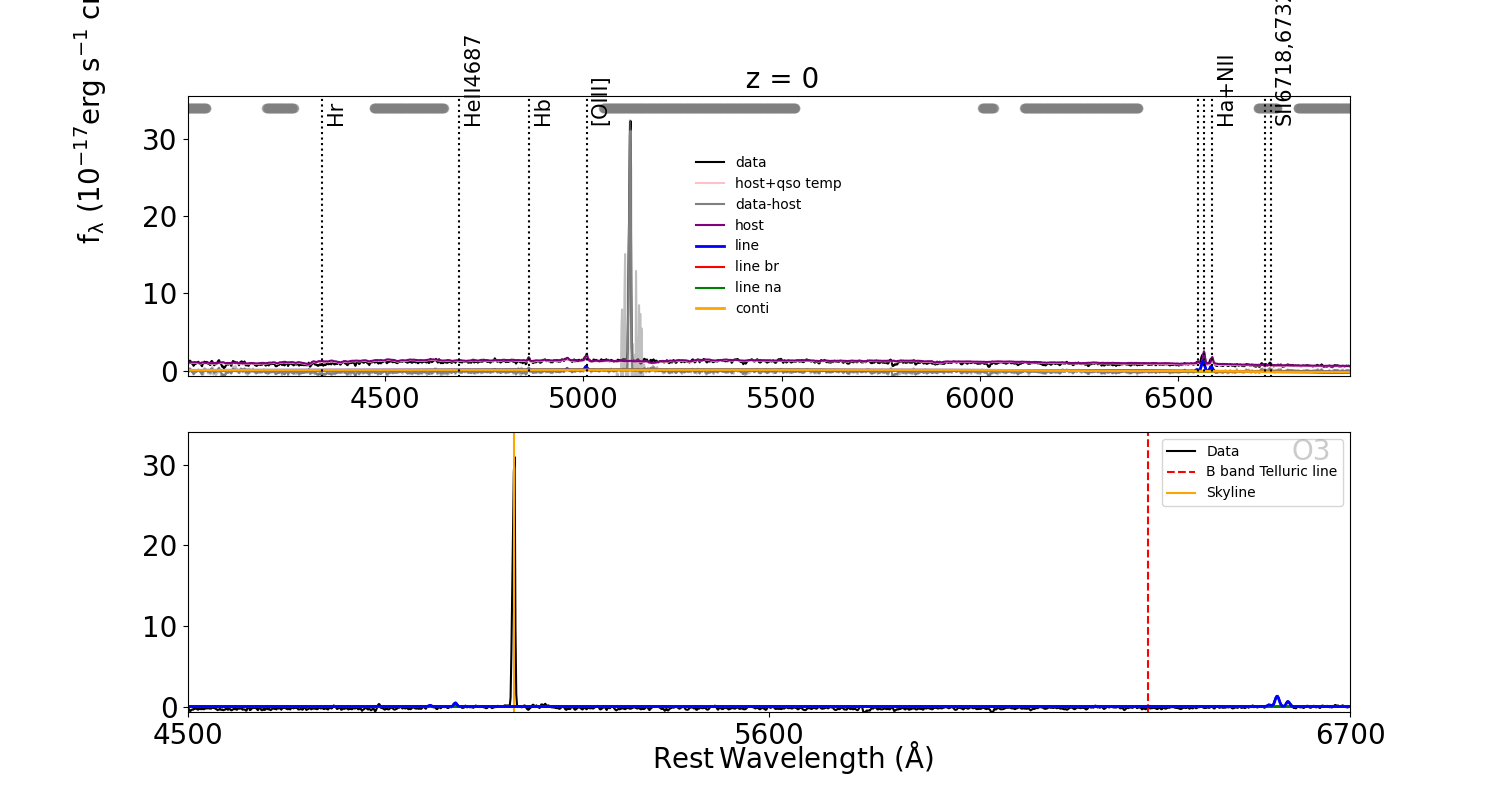 z = 0
f_λ (10^−17 erg s^−1 c
Hr
HeII4687
Hb
[OIII]
Ha+NII
SII6718,673
30
20
10
0
data
host+qso temp
data-host
host
line
line br
line na
conti
4500 5000 5500 6000 6500
O3
30
20
10
0
Data
B band Telluric line
Skyline
4500 5600 6700
Rest Wavelength (Å)